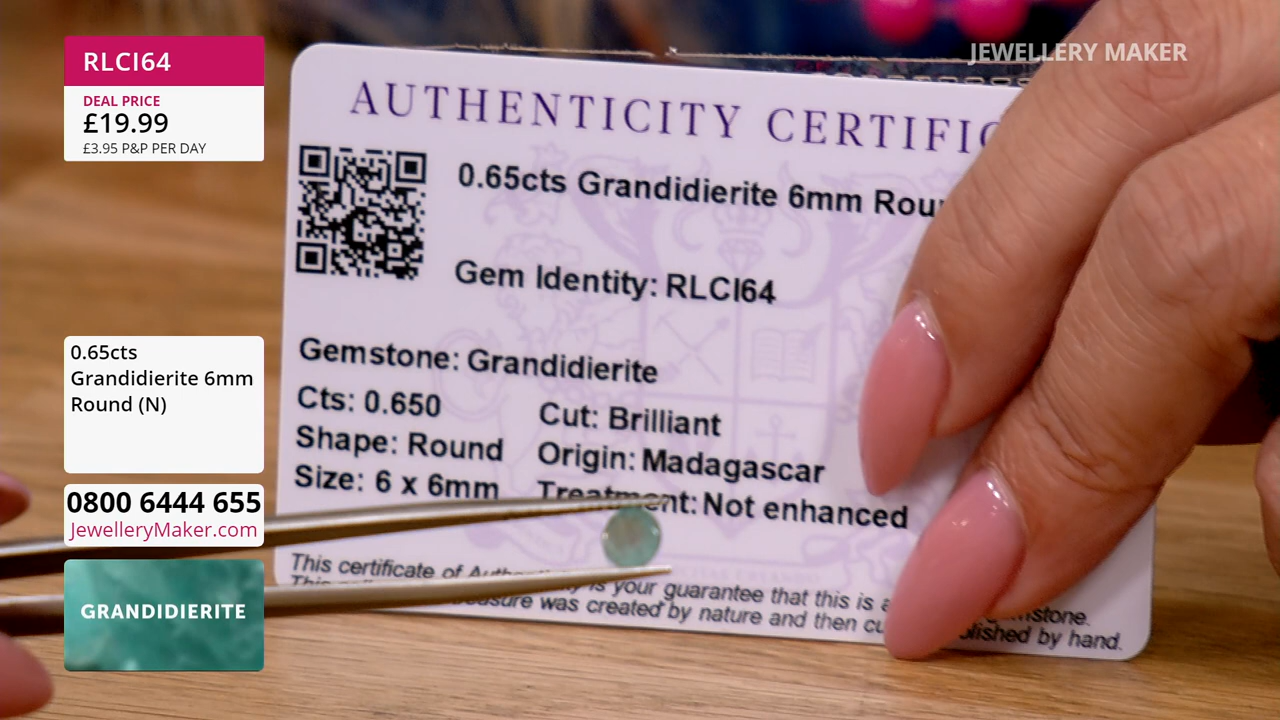 RLCI64
DEAL PRICE
£19.99
£3.95 P&P PER DAY
0.65cts
Grandidierite 6mm
Round (N)
0800 6444 655
JewelleryMaker.com
GRANDIDIERITE
JEWELLERY MAKER
AUTHENTICITY CERTIFIC
0.65cts Grandidierite 6mm Rou
Gem Identity: RLCI64
Gemstone: Grandidierite
Cts: 0.650
Cut: Brilliant
Shape: Round
Origin: Madagascar
Size: 6 x 6mm
Treatment: Not enhanced
This certificate of Authenticity is your guarantee that this is a gemstone.
This was created by nature and then cu polished by hand.